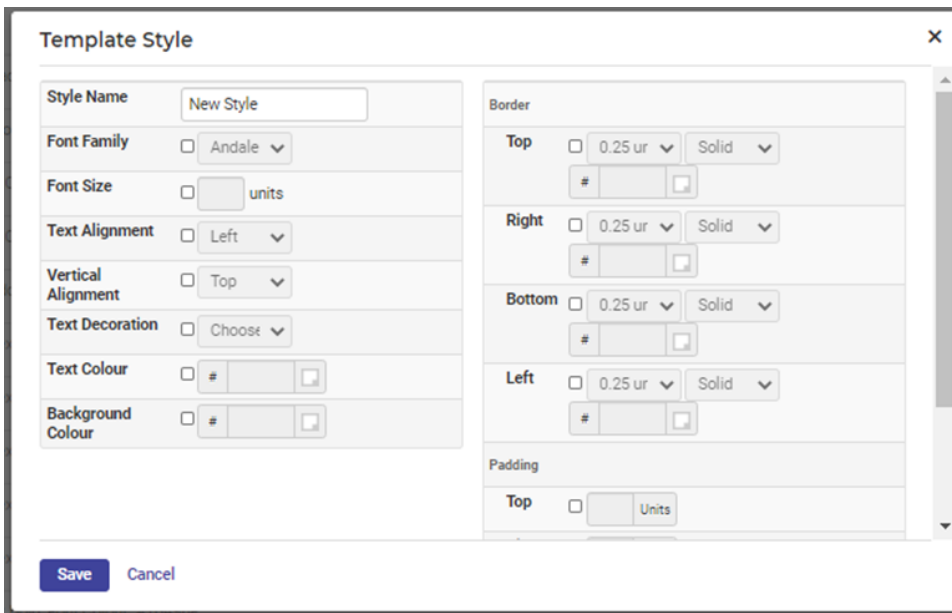 Template Style
Style Name
New Style
Font Family
Andale
Font Size
units
Text Alignment
Left
Vertical
Alignment
Top
Text Decoration
Choose
Text Colour
#
Background
Colour
#
Border
Top
0.25 ur
Solid
#
Right
0.25 ur
Solid
#
Bottom
0.25 ur
Solid
#
Left
0.25 ur
Solid
#
Padding
Top
Units
Save
Cancel